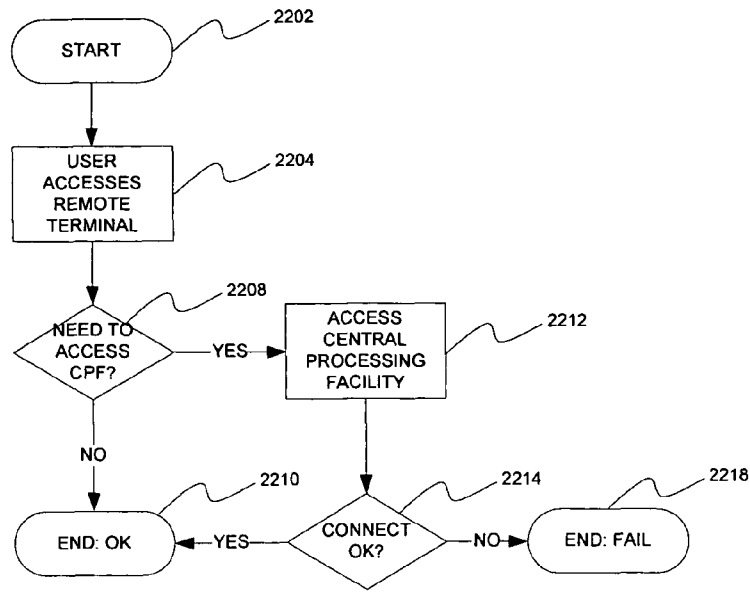 START
2202
USER
ACCESSES
REMOTE
TERMINAL
2204
NEED TO
ACCESS
CPF?
2208
YES
ACCESS
CENTRAL
PROCESSING
FACILITY
2212
NO
END: OK
2210
YES
CONNECT
OK?
2214
NO
END: FAIL
2218